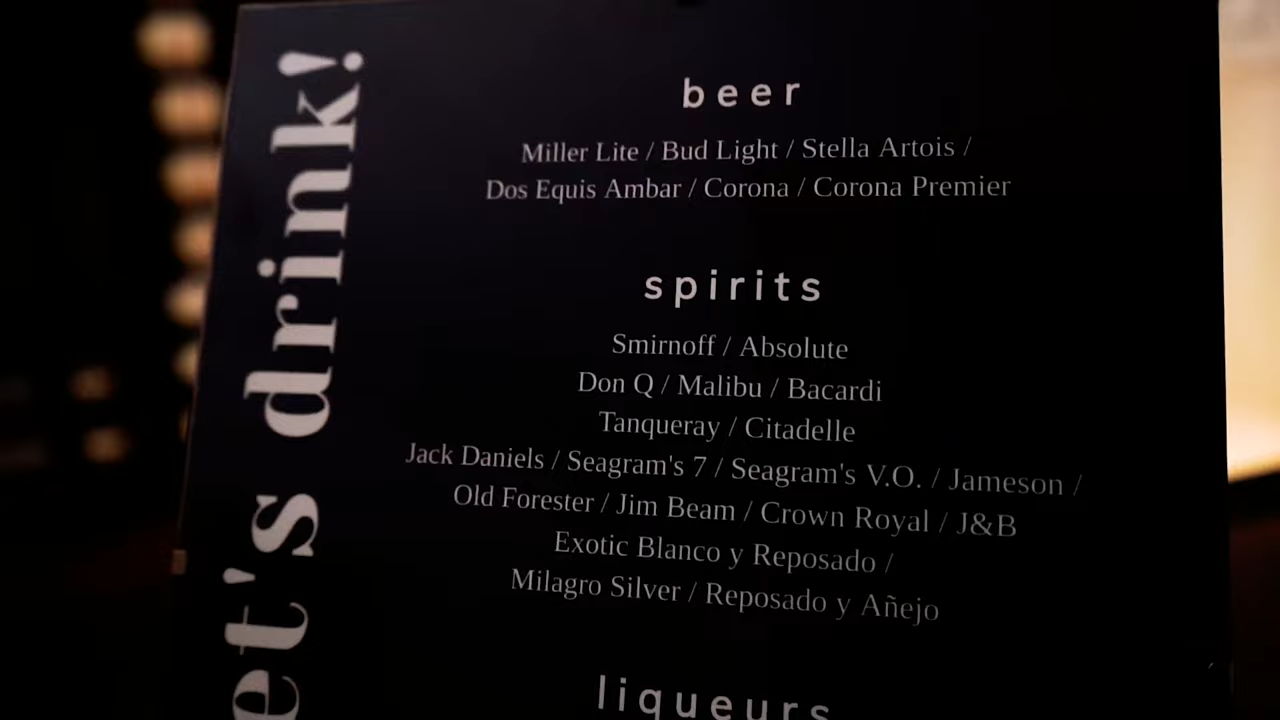 et's drink!
beer
Miller Lite / Bud Light / Stella Artois /
Dos Equis Ambar / Corona / Corona Premier
spirits
Smirnoff / Absolute
Don Q / Malibu / Bacardi
Tanqueray / Citadelle
Jack Daniels / Seagram's 7 / Seagram's V.O. / Jameson /
Old Forester / Jim Beam / Crown Royal / J&B
Exotic Blanco y Reposado /
Milagro Silver / Reposado y Añejo
liqueurs